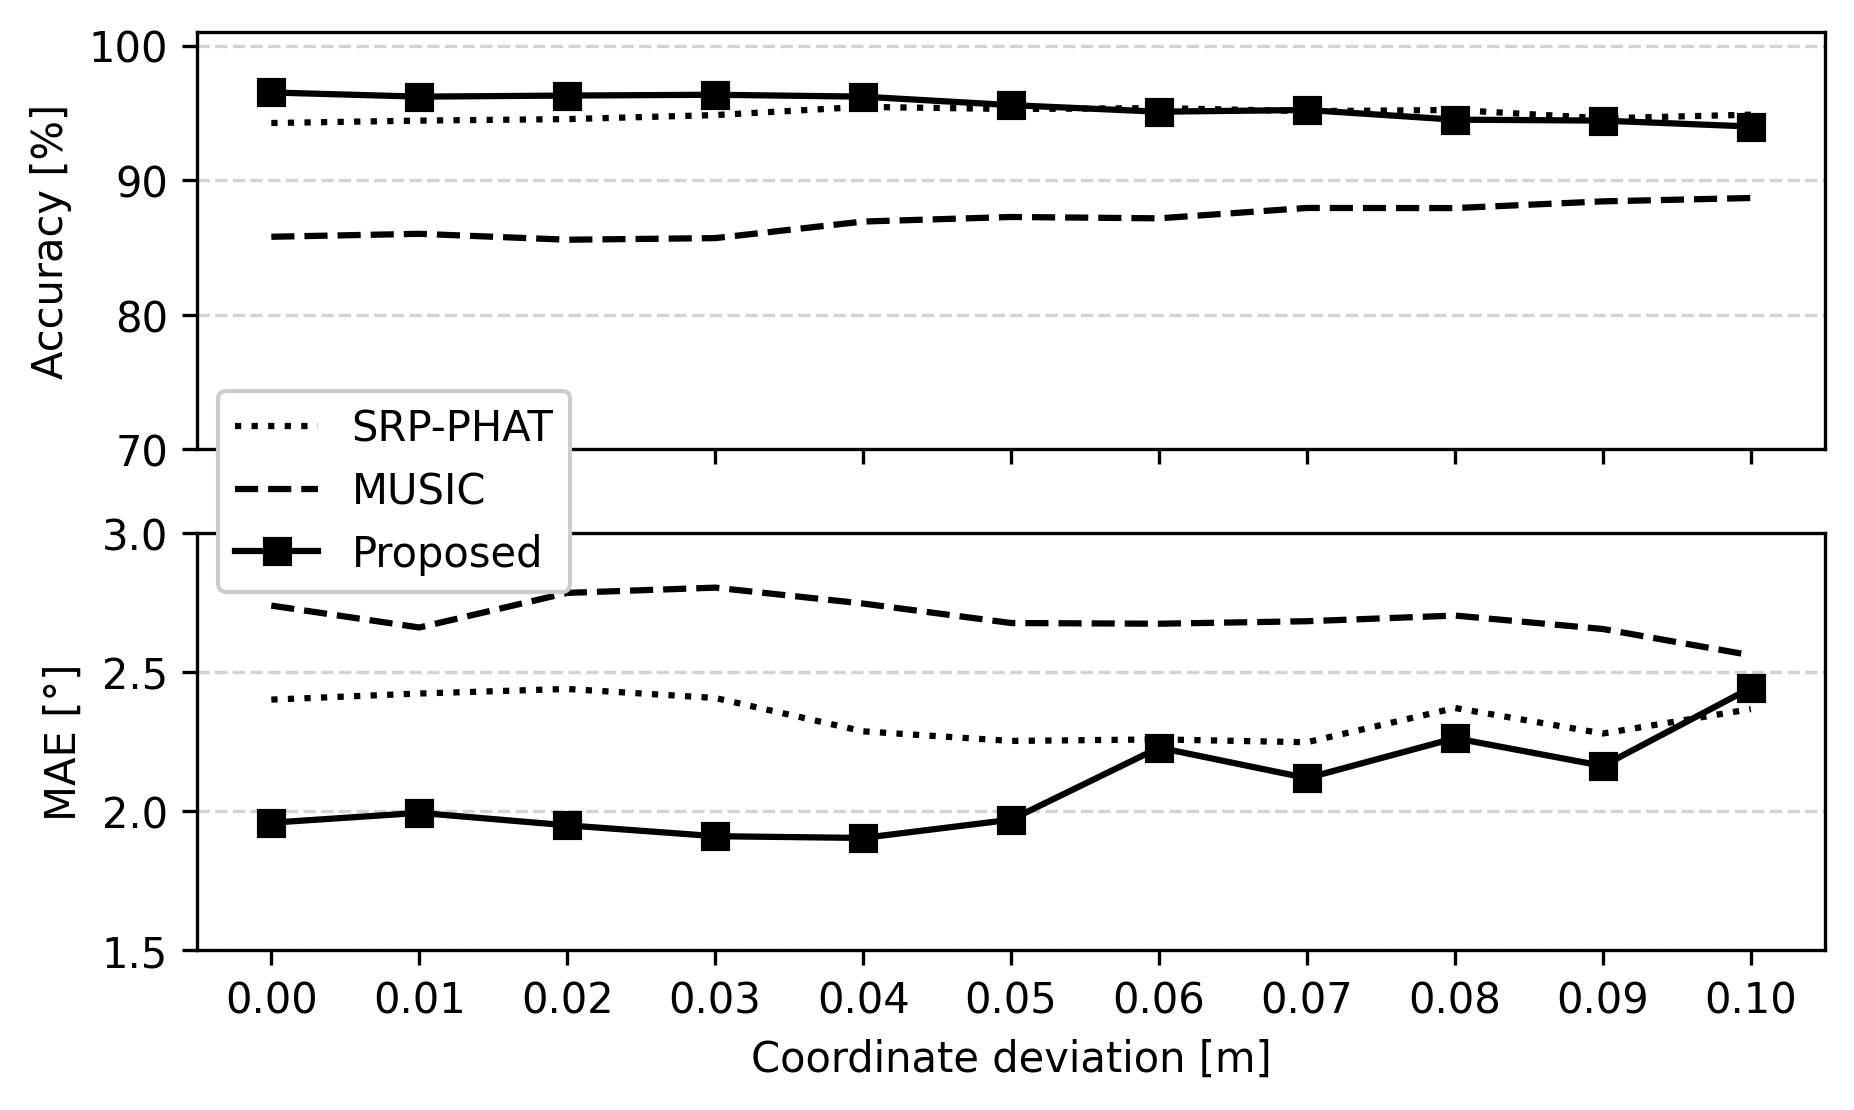 100
90
80
70
Accuracy [%]
SRP-PHAT
MUSIC
Proposed
3.0
2.5
2.0
1.5
MAE [°]
0.00 0.01 0.02 0.03 0.04 0.05 0.06 0.07 0.08 0.09 0.10
Coordinate deviation [m]